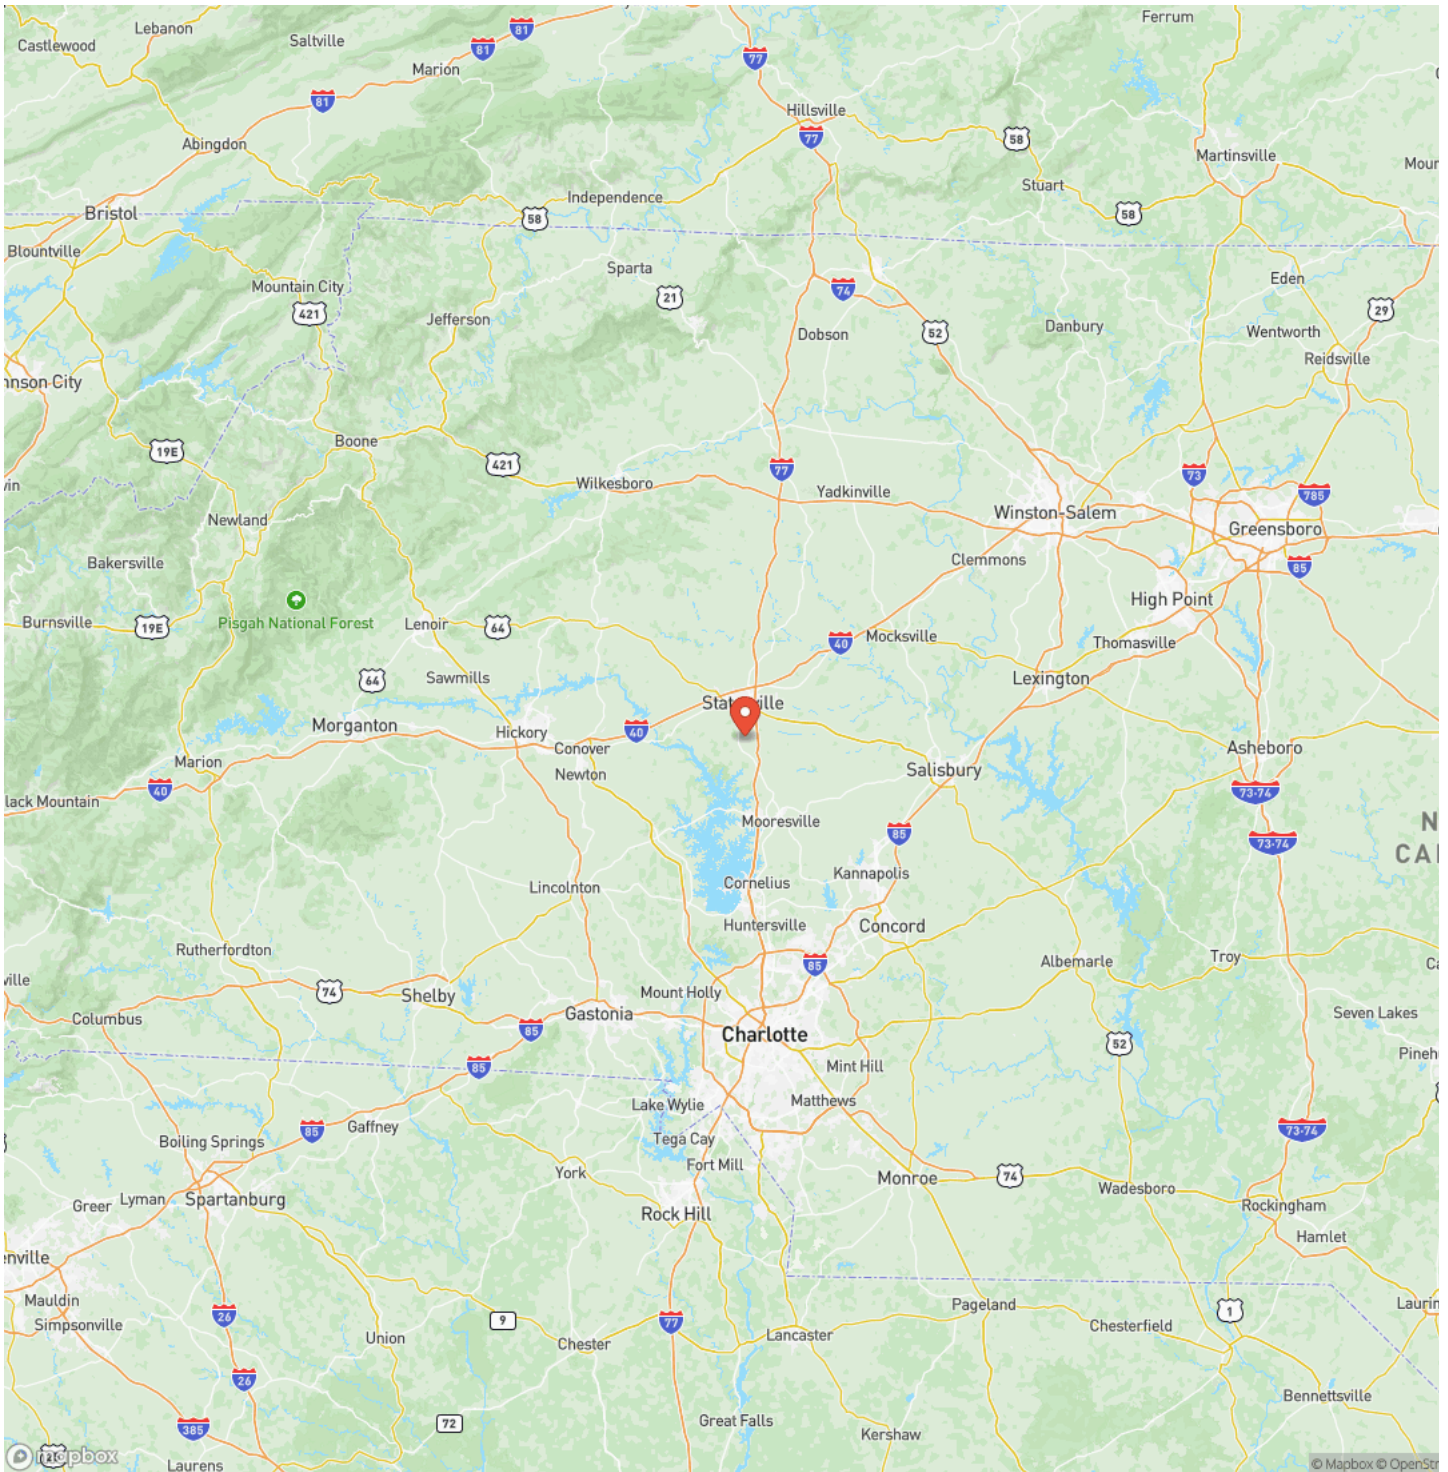 Ferrum
Lebanon
81
Castlewood
Saltville
81
77
Marion
81
Hillsville
77
58
Abingdon
Martinsville
Stuart
Independence
Bristol
58
58
Blountville
Sparta
Eden
Mountain City
74
21
421
29
Jefferson
Danbury
52
Wentworth
Dobson
Reidsville
Boone
19E
421
77
73
Wilkesboro
Yadkinville
785
Winston-Salem
Newland
Greensboro
Bakersville
Clemmons
85
High Point
Burnsville
19E
Pisgah National Forest
Lenoir
64
40
Mocksville
Thomasville
64
Sawmills
Lexington
Morganton
Hickory
40
Conover
Asheboro
Marion
Newton
Salisbury
40
73-74
Mooresville
85
73-74
Kannapolis
Cornelius
Lincolnton
Huntersville
Concord
Rutherfordton
Troy
85
Albemarle
74
Shelby
Mount Holly
Gastonia
Seven Lakes
Columbus
85
Charlotte
52
85
Mint Hill
Lake Wylie
Matthews
Gaffney
85
73-74
Boiling Springs
Tega Cay
Fort Mill
York
Monroe
74
Wadesboro
Greer
Lyman
Spartanburg
Rockingham
Rock Hill
Hamlet
Mauldin
Pageland
1
26
Simpsonville
9
77
Chesterfield
Lancaster
Union
Chester
26
Bennettsville
Great Falls
72
385
Kershaw
mapbox
Laurens
© Mapbox © OpenStr